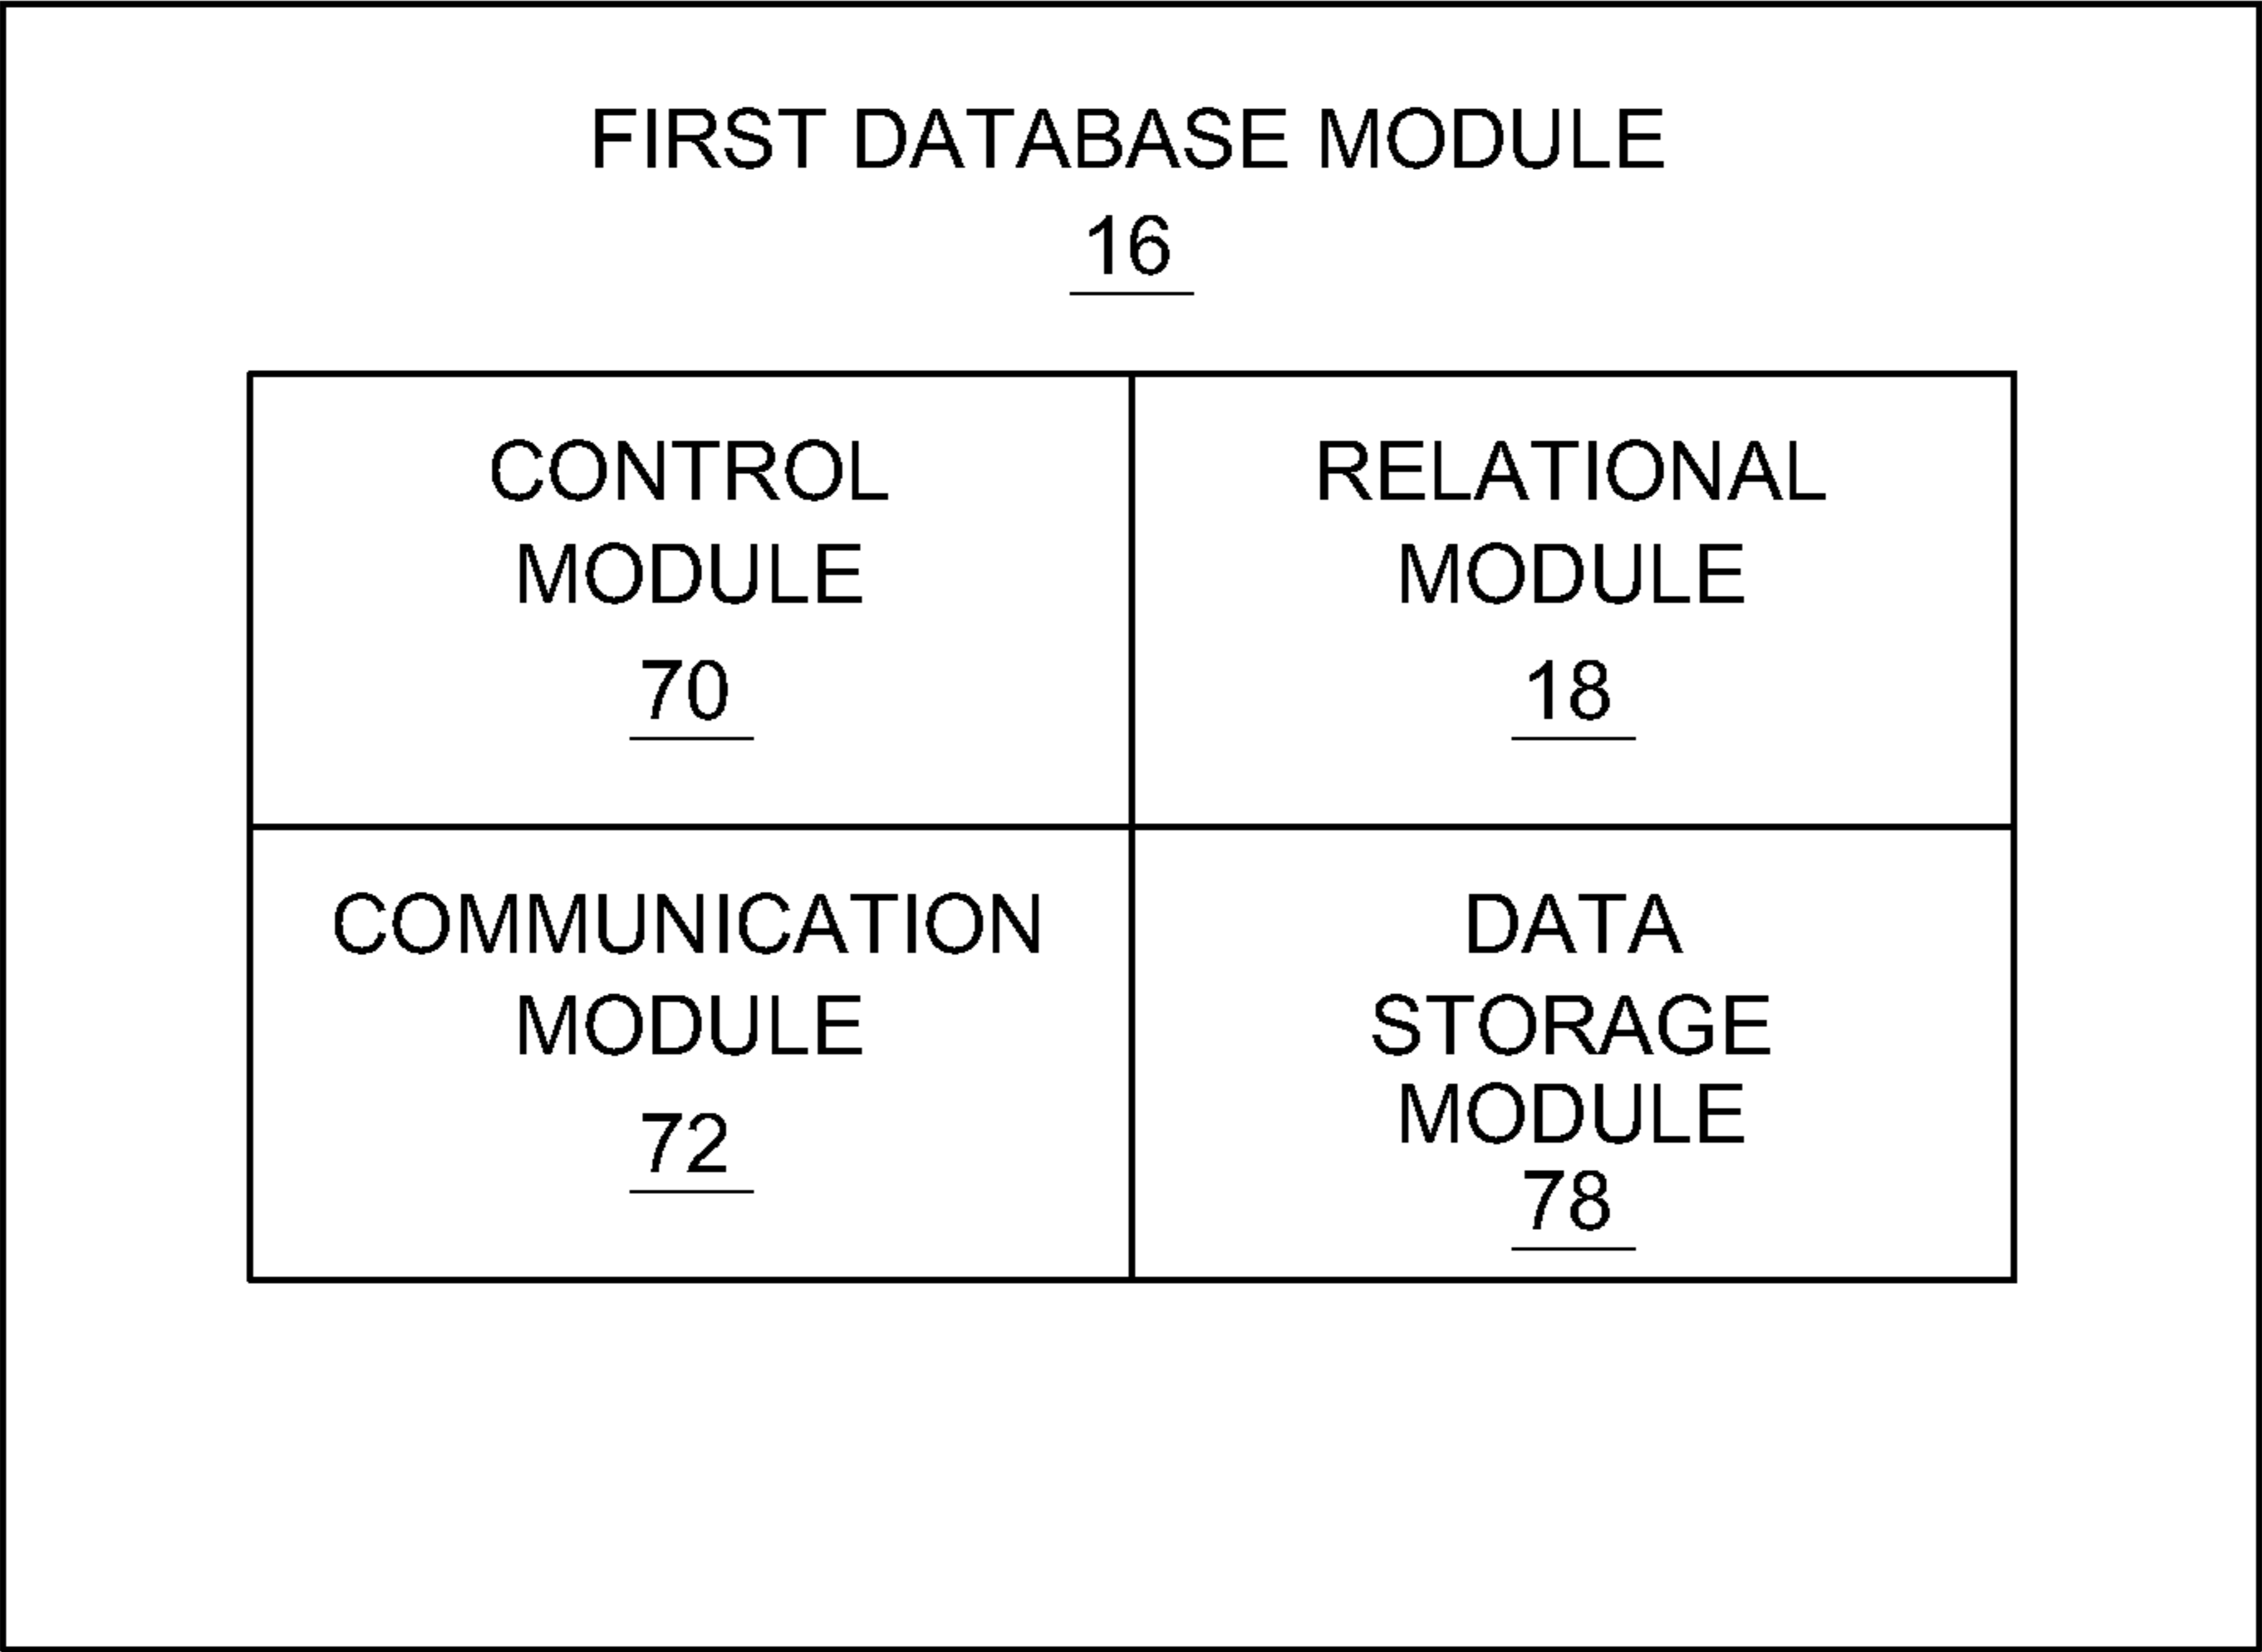 FIRST DATABASE MODULE
16
CONTROL
MODULE
70
RELATIONAL
MODULE
18
COMMUNICATION
MODULE
72
DATA
STORAGE
MODULE
78